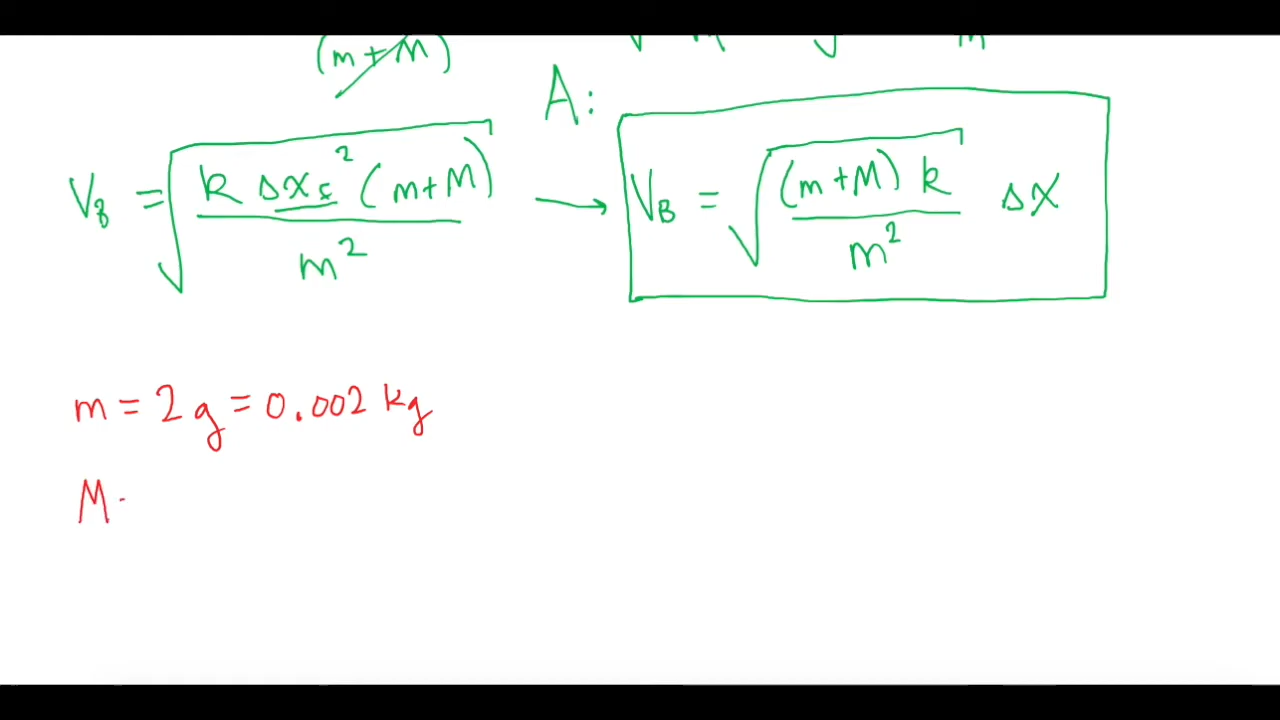 (m + M)
A:
V_B = √(k Δx_f² (m+M) / m²) → V_B = √((m+M) k / m²) Δx
m = 2 g = 0.002 kg
M